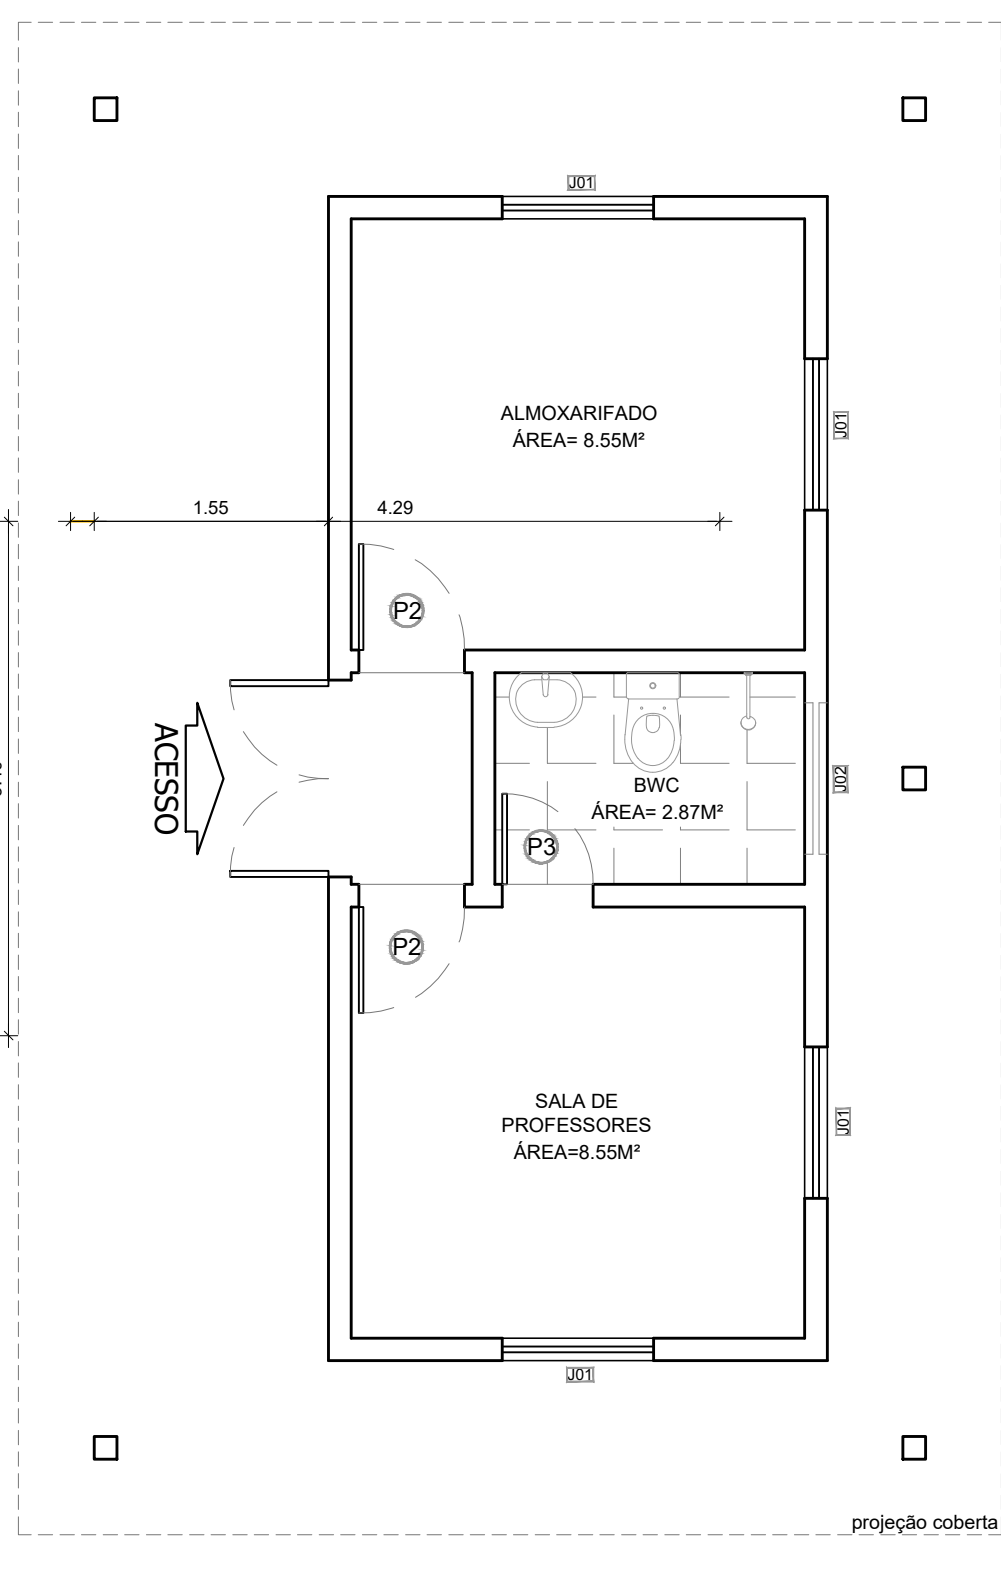 J01
ALMOXARIFADO
ÁREA= 8.55M²
J01
1.55
4.29
P2
ACESSO
BWC
ÁREA= 2.87M²
J02
P3
P2
SALA DE
PROFESSORES
ÁREA=8.55M²
J01
J01
projeção coberta